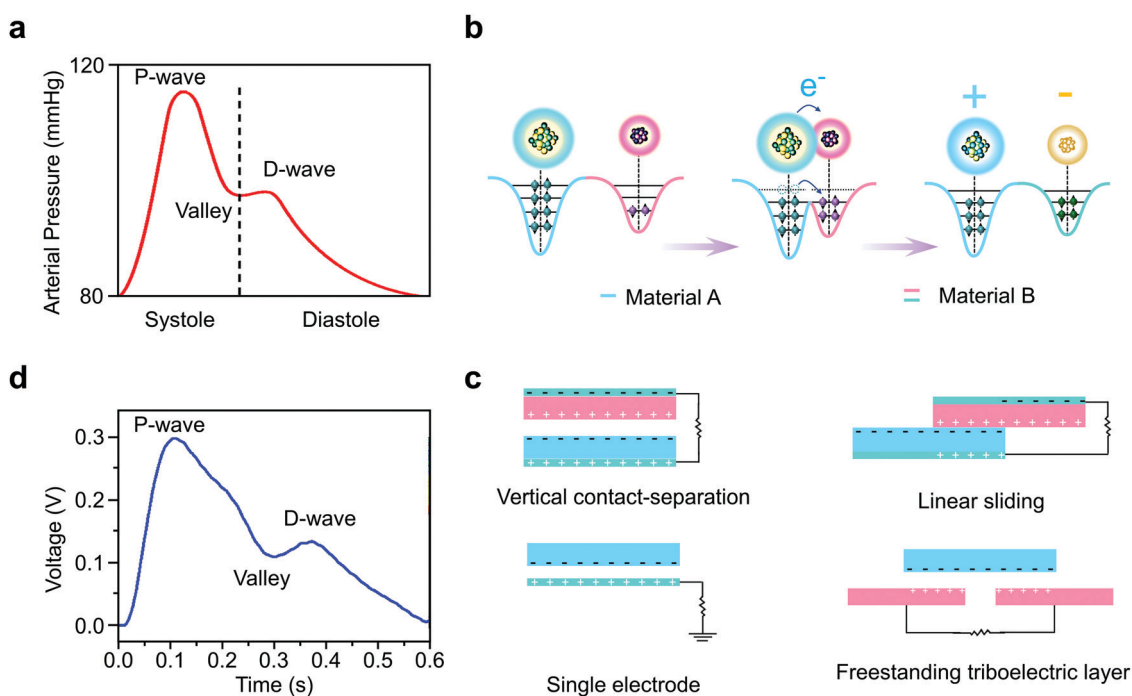 a
120
Arterial Pressure (mmHg)
P-wave
D-wave
Valley
80
Systole
Diastole
b
e-
+
-
Material A
Material B
d
Voltage (V)
P-wave
0.3
0.2
D-wave
0.1
Valley
0.0
0.0 0.1 0.2 0.3 0.4 0.5 0.6
Time (s)
c
- - - - - - - - - -
+ + + + + + + + + +
- - - - - - - - - -
+ + + + + + + + + +
Vertical contact-separation
- - - - - -
+ + + + + + + + + +
- - - - - - - - - -
+ + + + +
Linear sliding
- - - - - - - - - -
+ + + + + + + + + +
Single electrode
- - - - - - - - - -
+ + + + + + + + + +
Freestanding triboelectric layer